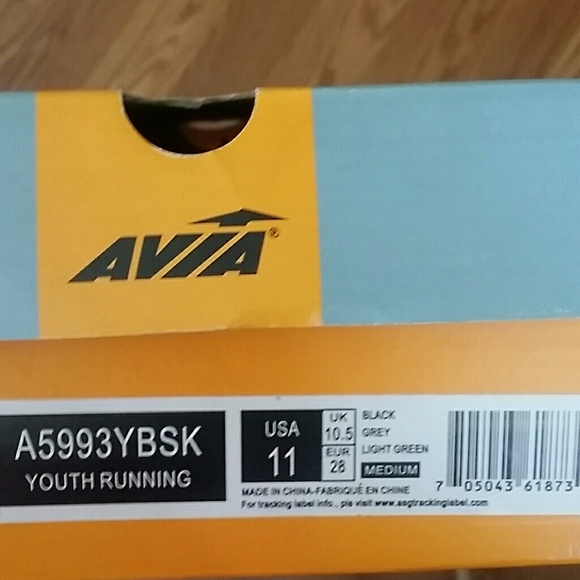 AVIA®
A5993YBSK
YOUTH RUNNING
USA
11
UK
10.5
EUR
28
BLACK
GREY
LIGHT GREEN
MEDIUM
MADE IN CHINA-FABRIQUÉ EN CHINE
For tracking label info., pls visit www.asgtrackinglabel.com
7 05043 61873